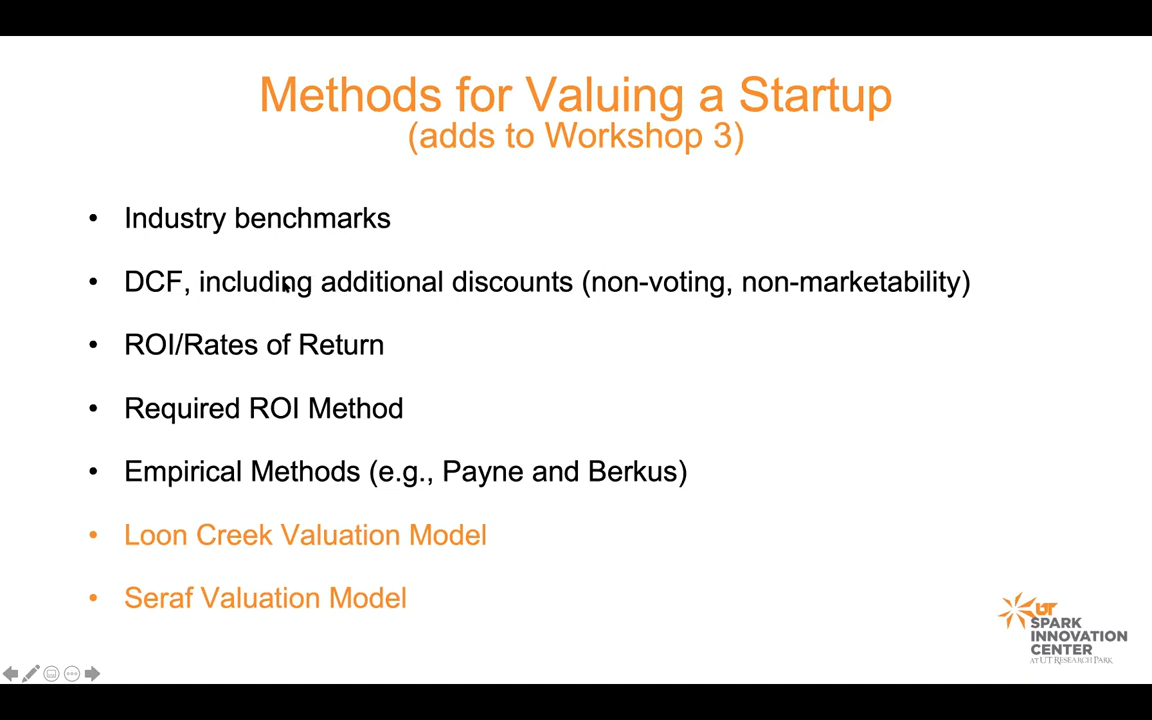 Methods for Valuing a Startup
(adds to Workshop 3)
• Industry benchmarks
• DCF, including additional discounts (non-voting, non-marketability)
• ROI/Rates of Return
• Required ROI Method
• Empirical Methods (e.g., Payne and Berkus)
• Loon Creek Valuation Model
• Seraf Valuation Model
UT
SPARK
INNOVATION
CENTER
AT UT RESEARCH PARK